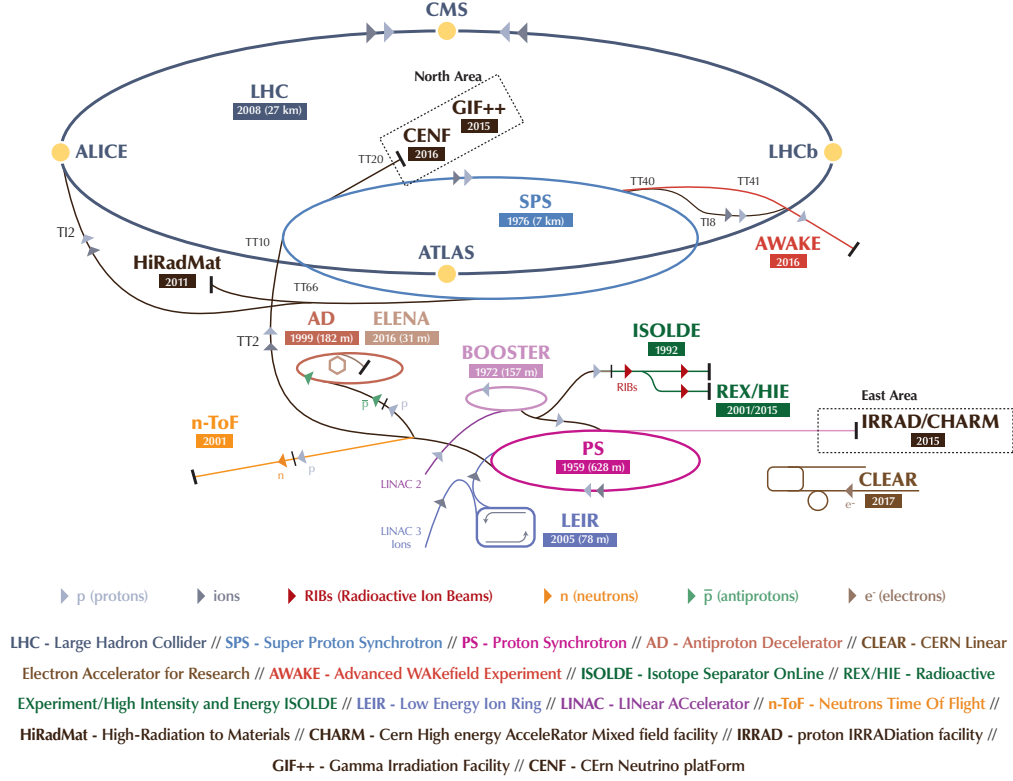 CMS
North Area
LHC
2008 (27 km)
GIF++
2015
CENF
2016
ALICE
LHCb
TT20
TT40
TT41
SPS
1976 (7 km)
TI8
TI2
TT10
AWAKE
2016
ATLAS
HiRadMat
2011
TT66
AD
1999 (182 m)
ELENA
2016 (31 m)
TT2
ISOLDE
1992
BOOSTER
1972 (157 m)
RIBs
REX/HIE
2001/2015
p̅
p
East Area
IRRAD/CHARM
2015
n-ToF
2001
PS
1959 (628 m)
p
n
LINAC 2
CLEAR
2017
e-
LEIR
2005 (78 m)
LINAC 3
Ions
p (protons)
ions
RIBs (Radioactive Ion Beams)
n (neutrons)
p̅ (antiprotons)
e- (electrons)
LHC - Large Hadron Collider // SPS - Super Proton Synchrotron // PS - Proton Synchrotron // AD - Antiproton Decelerator // CLEAR - CERN Linear
Electron Accelerator for Research // AWAKE - Advanced WAKefield Experiment // ISOLDE - Isotope Separator OnLine // REX/HIE - Radioactive
EXperiment/High Intensity and Energy ISOLDE // LEIR - Low Energy Ion Ring // LINAC - LINear ACcelerator // n-ToF - Neutrons Time Of Flight //
HiRadMat - High-Radiation to Materials // CHARM - Cern High energy AcceleRator Mixed field facility // IRRAD - proton IRRADiation facility //
GIF++ - Gamma Irradiation Facility // CENF - CErn Neutrino platForm